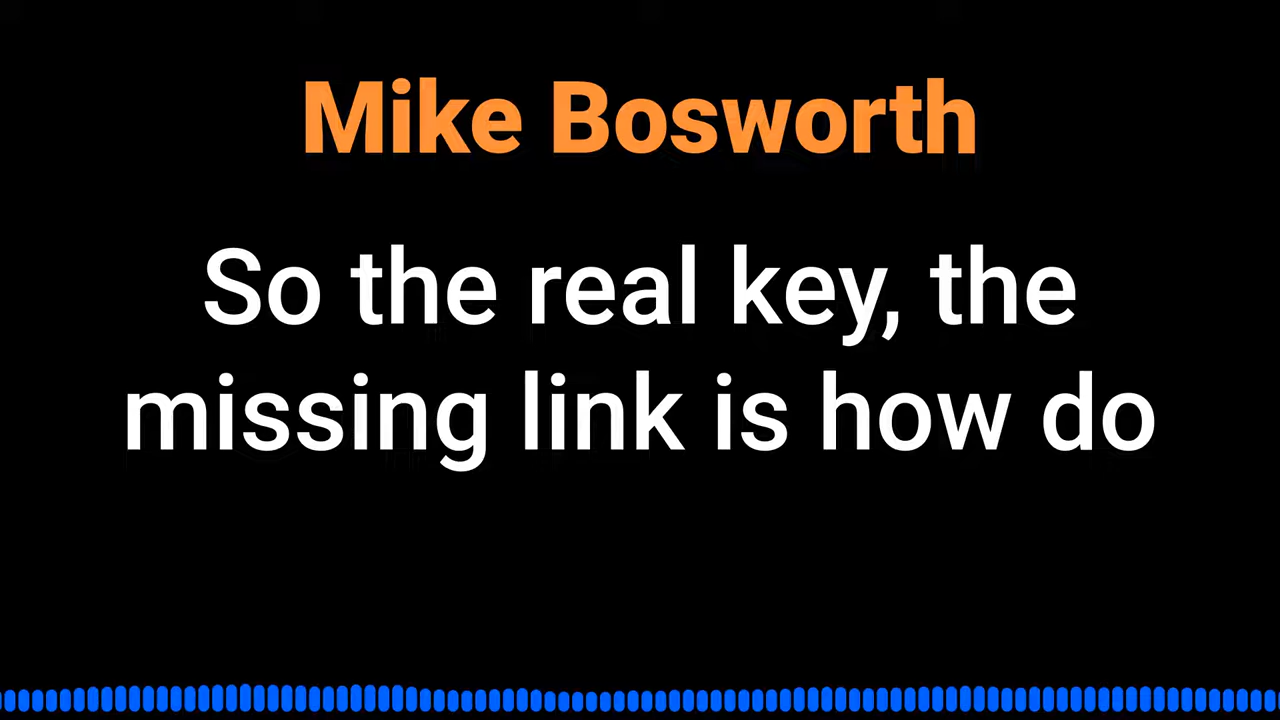 Mike Bosworth
So the real key, the
missing link is how do